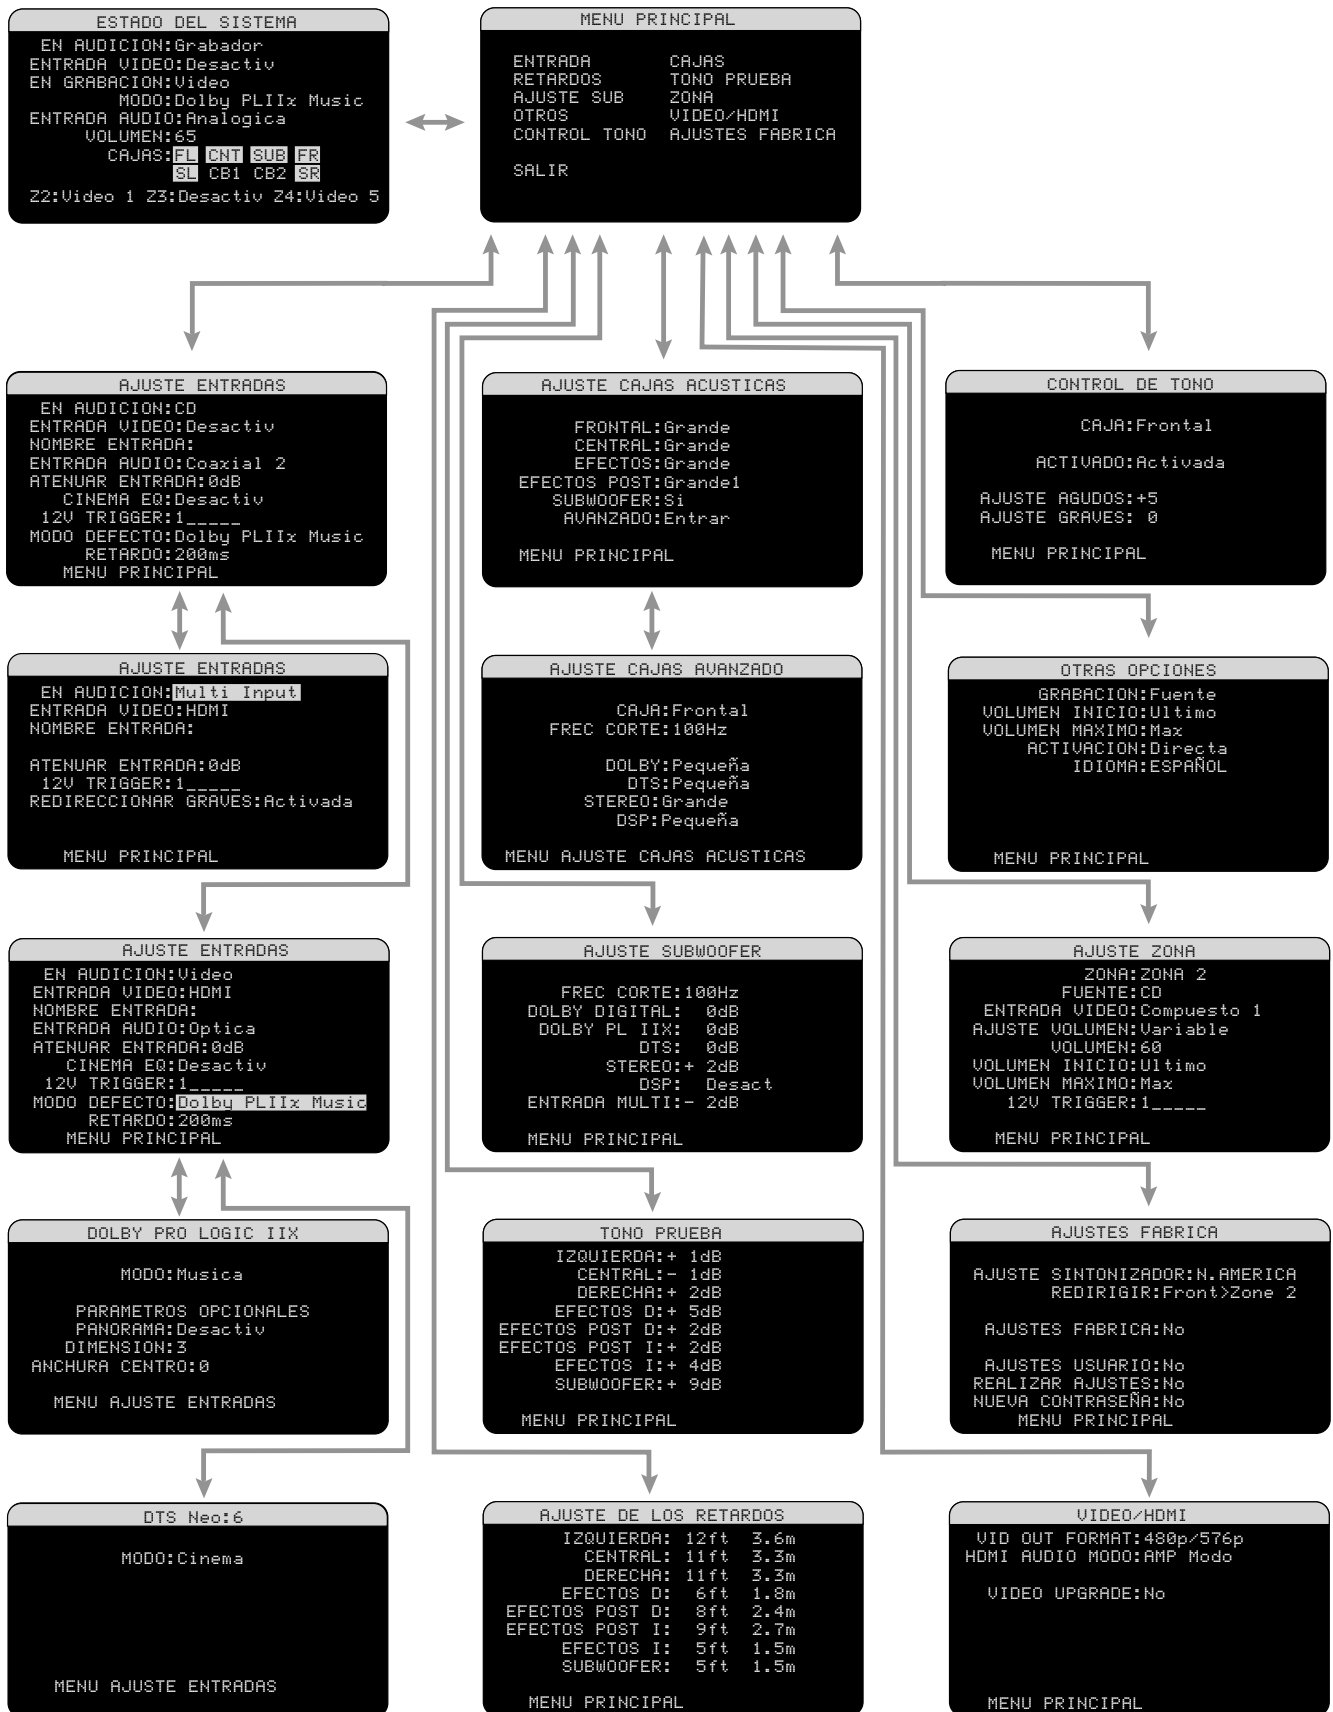 ESTADO DEL SISTEMA
EN AUDICION:Grabador
ENTRADA VIDEO:Desactiv
EN GRABACION:Video
MODO:Dolby PLIIx Music
ENTRADA AUDIO:Analogica
VOLUMEN:65
CAJAS:FL CNT SUB FR
SL CB1 CB2 SR
Z2:Video 1 Z3:Desactiv Z4:Video 5
MENU PRINCIPAL
ENTRADA CAJAS
RETARDOS TONO PRUEBA
AJUSTE SUB ZONA
OTROS VIDEO/HDMI
CONTROL TONO AJUSTES FABRICA
SALIR
AJUSTE ENTRADAS
EN AUDICION:CD
ENTRADA VIDEO:Desactiv
NOMBRE ENTRADA:
ENTRADA AUDIO:Coaxial 2
ATENUAR ENTRADA:0dB
CINEMA EQ:Desactiv
12V TRIGGER:1_____
MODO DEFECTO:Dolby PLIIx Music
RETARDO:200ms
MENU PRINCIPAL
AJUSTE CAJAS ACUSTICAS
FRONTAL:Grande
CENTRAL:Grande
EFECTOS:Grande
EFECTOS POST:Grande1
SUBWOOFER:Si
AVANZADO:Entrar
MENU PRINCIPAL
CONTROL DE TONO
CAJA:Frontal
ACTIVADO:Activada
AJUSTE AGUDOS:+5
AJUSTE GRAVES: 0
MENU PRINCIPAL
AJUSTE ENTRADAS
EN AUDICION:Multi Input
ENTRADA VIDEO:HDMI
NOMBRE ENTRADA:
ATENUAR ENTRADA:0dB
12V TRIGGER:1_____
REDIRECCIONAR GRAVES:Activada
MENU PRINCIPAL
AJUSTE CAJAS AVANZADO
CAJA:Frontal
FREC CORTE:100Hz
DOLBY:Pequeña
DTS:Pequeña
STEREO:Grande
DSP:Pequeña
MENU AJUSTE CAJAS ACUSTICAS
OTRAS OPCIONES
GRABACION:Fuente
VOLUMEN INICIO:Ultimo
VOLUMEN MAXIMO:Max
ACTIVACION:Directa
IDIOMA:ESPAÑOL
MENU PRINCIPAL
AJUSTE ENTRADAS
EN AUDICION:Video
ENTRADA VIDEO:HDMI
NOMBRE ENTRADA:
ENTRADA AUDIO:Optica
ATENUAR ENTRADA:0dB
CINEMA EQ:Desactiv
12V TRIGGER:1_____
MODO DEFECTO:Dolby PLIIx Music
RETARDO:200ms
MENU PRINCIPAL
AJUSTE SUBWOOFER
FREC CORTE:100Hz
DOLBY DIGITAL: 0dB
DOLBY PL IIX: 0dB
DTS: 0dB
STEREO:+ 2dB
DSP: Desact
ENTRADA MULTI:- 2dB
MENU PRINCIPAL
AJUSTE ZONA
ZONA:ZONA 2
FUENTE:CD
ENTRADA VIDEO:Compuesto 1
AJUSTE VOLUMEN:Variable
VOLUMEN:60
VOLUMEN INICIO:Ultimo
VOLUMEN MAXIMO:Max
12V TRIGGER:1_____
MENU PRINCIPAL
DOLBY PRO LOGIC IIX
MODO:Musica
PARAMETROS OPCIONALES
PANORAMA:Desactiv
DIMENSION:3
ANCHURA CENTRO:0
MENU AJUSTE ENTRADAS
TONO PRUEBA
IZQUIERDA:+ 1dB
CENTRAL:- 1dB
DERECHA:+ 2dB
EFECTOS D:+ 5dB
EFECTOS POST D:+ 2dB
EFECTOS POST I:+ 2dB
EFECTOS I:+ 4dB
SUBWOOFER:+ 9dB
MENU PRINCIPAL
AJUSTES FABRICA
AJUSTE SINTONIZADOR:N.AMERICA
REDIRIGIR:Front>Zone 2
AJUSTES FABRICA:No
AJUSTES USUARIO:No
REALIZAR AJUSTES:No
NUEVA CONTRASEÑA:No
MENU PRINCIPAL
DTS Neo:6
MODO:Cinema
MENU AJUSTE ENTRADAS
AJUSTE DE LOS RETARDOS
IZQUIERDA: 12ft 3.6m
CENTRAL: 11ft 3.3m
DERECHA: 11ft 3.3m
EFECTOS D: 6ft 1.8m
EFECTOS POST D: 8ft 2.4m
EFECTOS POST I: 9ft 2.7m
EFECTOS I: 5ft 1.5m
SUBWOOFER: 5ft 1.5m
MENU PRINCIPAL
VIDEO/HDMI
VID OUT FORMAT:480p/576p
HDMI AUDIO MODO:AMP Modo
VIDEO UPGRADE:No
MENU PRINCIPAL